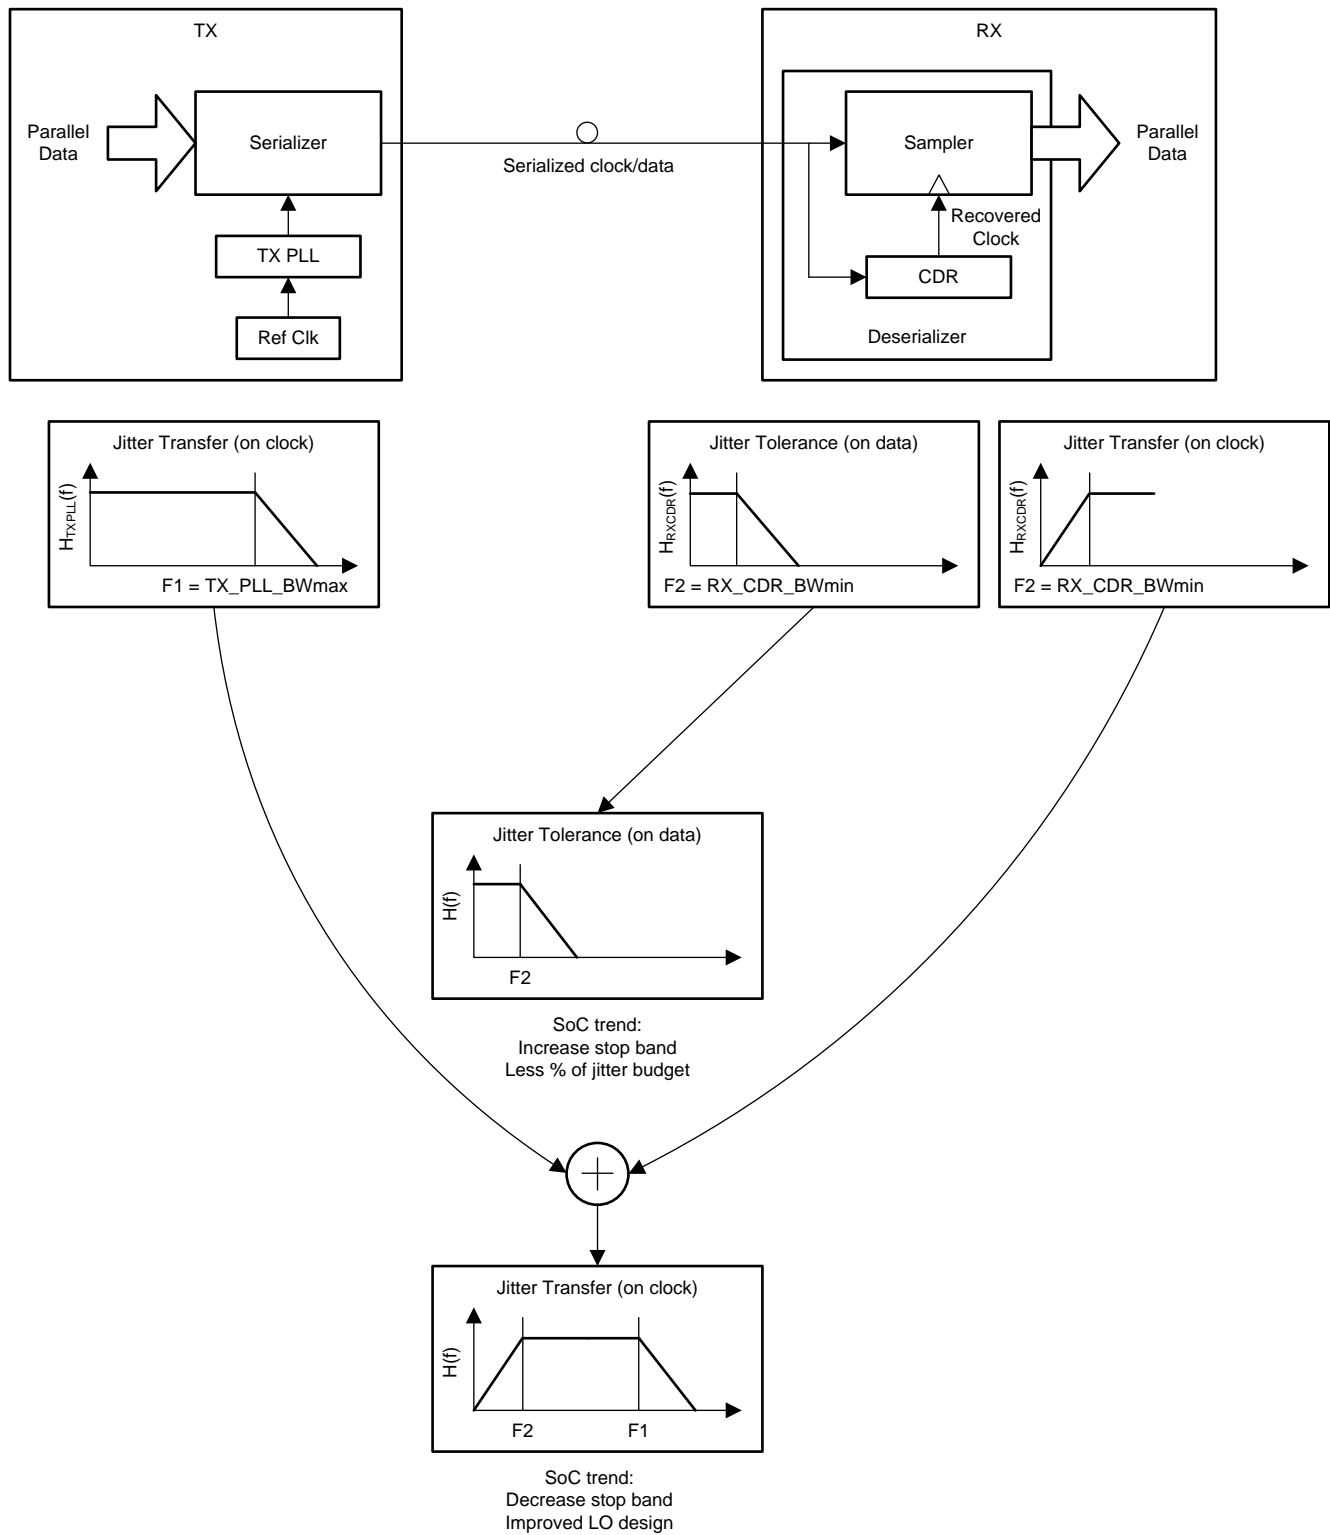 TX
Parallel
Data
Serializer
TX PLL
Ref Clk
Serialized clock/data
RX
Sampler
Recovered
Clock
CDR
Deserializer
Parallel
Data
Jitter Transfer (on clock)
HTXPLL(f)
F1 = TX_PLL_BWmax
Jitter Tolerance (on data)
HRXCDR(f)
F2 = RX_CDR_BWmin
Jitter Transfer (on clock)
HRXCDR(f)
F2 = RX_CDR_BWmin
Jitter Tolerance (on data)
H(f)
F2
SoC trend:
Increase stop band
Less % of jitter budget
Jitter Transfer (on clock)
H(f)
F2
F1
SoC trend:
Decrease stop band
Improved LO design